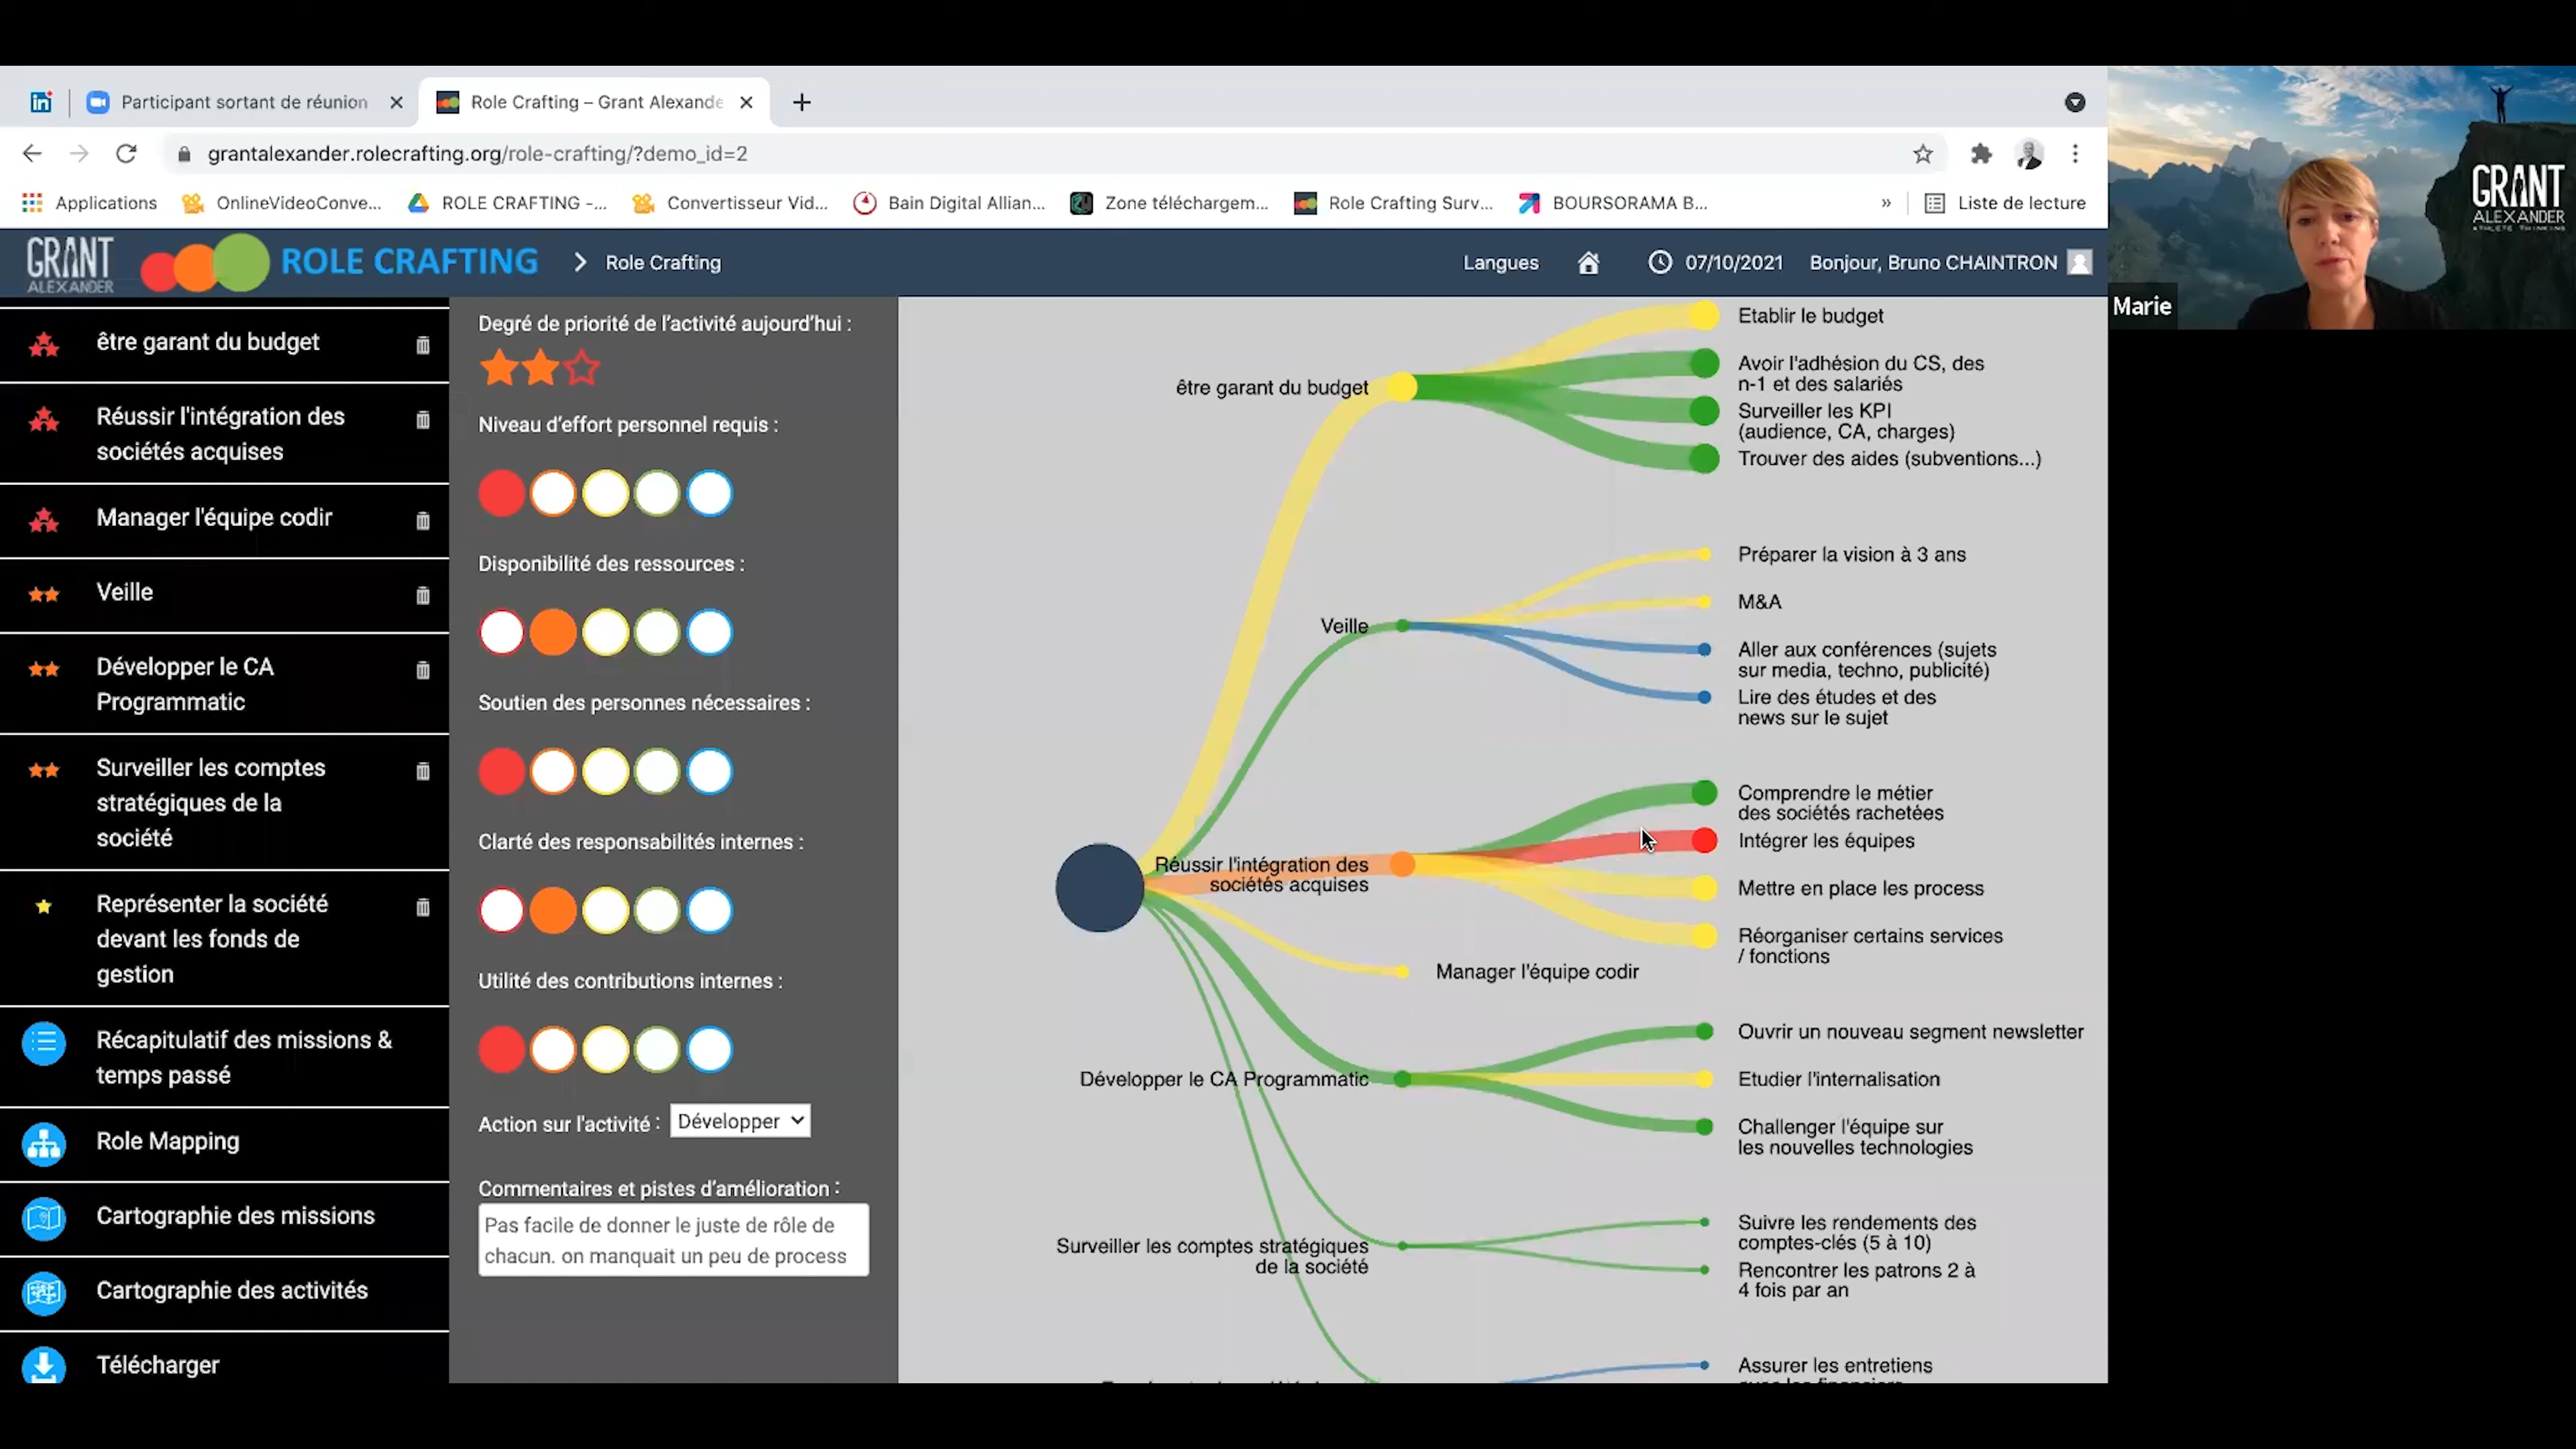 Participant sortant de réunion
Role Crafting – Grant Alexande
grantalexander.rolecrafting.org/role-crafting/?demo_id=2
Applications
OnlineVideoConve...
ROLE CRAFTING -...
Convertisseur Vid...
Bain Digital Allian...
Zone téléchargem...
Role Crafting Surv...
BOURSORAMA B...
»
Liste de lecture
GRANT
ALEXANDER
ROLE CRAFTING
Role Crafting
Langues
07/10/2021
Bonjour, Bruno CHAINTRON
GRANT
ALEXANDER
ATHLETE THINKING
Marie
être garant du budget
Réussir l'intégration des
sociétés acquises
Manager l'équipe codir
Veille
Développer le CA
Programmatic
Surveiller les comptes
stratégiques de la
société
Représenter la société
devant les fonds de
gestion
Récapitulatif des missions &
temps passé
Role Mapping
Cartographie des missions
Cartographie des activités
Télécharger
Degré de priorité de l’activité aujourd’hui :
Niveau d’effort personnel requis :
Disponibilité des ressources :
Soutien des personnes nécessaires :
Clarté des responsabilités internes :
Utilité des contributions internes :
Action sur l'activité :
Développer
Commentaires et pistes d’amélioration :
Pas facile de donner le juste de rôle de
chacun. on manquait un peu de process
être garant du budget
Etablir le budget
Avoir l'adhésion du CS, des
n-1 et des salariés
Surveiller les KPI
(audience, CA, charges)
Trouver des aides (subventions...)
Veille
Préparer la vision à 3 ans
M&A
Aller aux conférences (sujets
sur media, techno, publicité)
Lire des études et des
news sur le sujet
Réussir l'intégration des
sociétés acquises
Comprendre le métier
des sociétés rachetées
Intégrer les équipes
Mettre en place les process
Réorganiser certains services
/ fonctions
Manager l'équipe codir
Développer le CA Programmatic
Ouvrir un nouveau segment newsletter
Etudier l'internalisation
Challenger l'équipe sur
les nouvelles technologies
Surveiller les comptes stratégiques
de la société
Suivre les rendements des
comptes-clés (5 à 10)
Rencontrer les patrons 2 à
4 fois par an
Assurer les entretiens